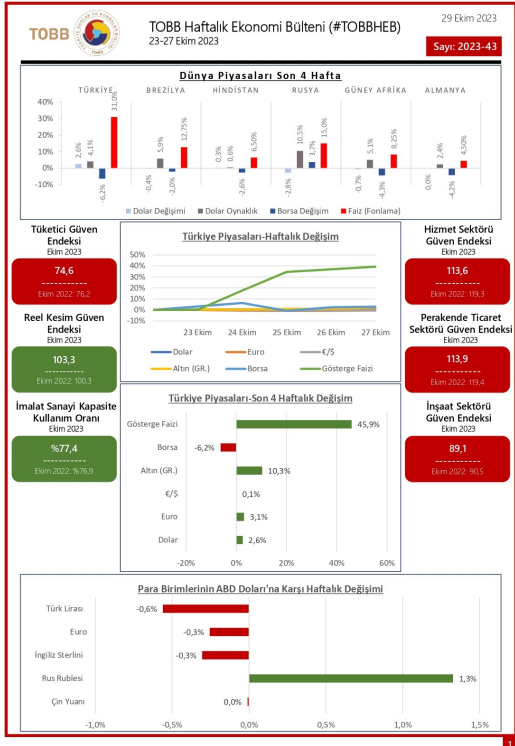 TOBB
TOBB Haftalık Ekonomi Bülteni (#TOBBHEB)
23-27 Ekim 2023
29 Ekim 2023
Sayı: 2023-43
Dünya Piyasaları Son 4 Hafta
TÜRKİYE BREZİLYA HİNDİSTAN RUSYA GÜNEY AFRİKA ALMANYA
40%
30%
20%
10%
0%
-10%
2,6% 4,1% -6,2% 31,0%
-0,4% 5,9% -2,0% 12,75%
0,3% 0,6% -2,6% 6,50%
-2,8% 10,5% 3,7% 15,0%
-0,7% 5,1% -4,3% 8,25%
0,0% 2,4% -4,2% 4,50%
Dolar Değişimi Dolar Oynaklık Borsa Değişim Faiz (Fonlama)
Tüketici Güven
Endeksi
Ekim 2023
74,6
-----------
Ekim 2022: 76,2
Reel Kesim Güven
Endeksi
Ekim 2023
103,3
-----------
Ekim 2022: 100,3
İmalat Sanayi Kapasite
Kullanım Oranı
Ekim 2023
%77,4
-----------
Ekim 2022: %76,9
Türkiye Piyasaları-Haftalık Değişim
50%
40%
30%
20%
10%
0%
-10%
23 Ekim 24 Ekim 25 Ekim 26 Ekim 27 Ekim
Dolar Euro €/$
Altın (GR.) Borsa Gösterge Faizi
Türkiye Piyasaları-Son 4 Haftalık Değişim
Gösterge Faizi 45,9%
Borsa -6,2%
Altın (GR.) 10,3%
€/$ 0,1%
Euro 3,1%
Dolar 2,6%
-20% 0% 20% 40% 60%
Hizmet Sektörü
Güven Endeksi
Ekim 2023
113,6
-----------
Ekim 2022: 119,3
Perakende Ticaret
Sektörü Güven Endeksi
Ekim 2023
113,9
-----------
Ekim 2022: 119,4
İnşaat Sektörü
Güven Endeksi
Ekim 2023
89,1
-----------
Ekim 2022: 90,5
Para Birimlerinin ABD Doları'na Karşı Haftalık Değişimi
Türk Lirası -0,6%
Euro -0,3%
İngiliz Sterlini -0,3%
Rus Rublesi 1,3%
Çin Yuanı 0,0%
-1,0% -0,5% 0,0% 0,5% 1,0% 1,5%
1